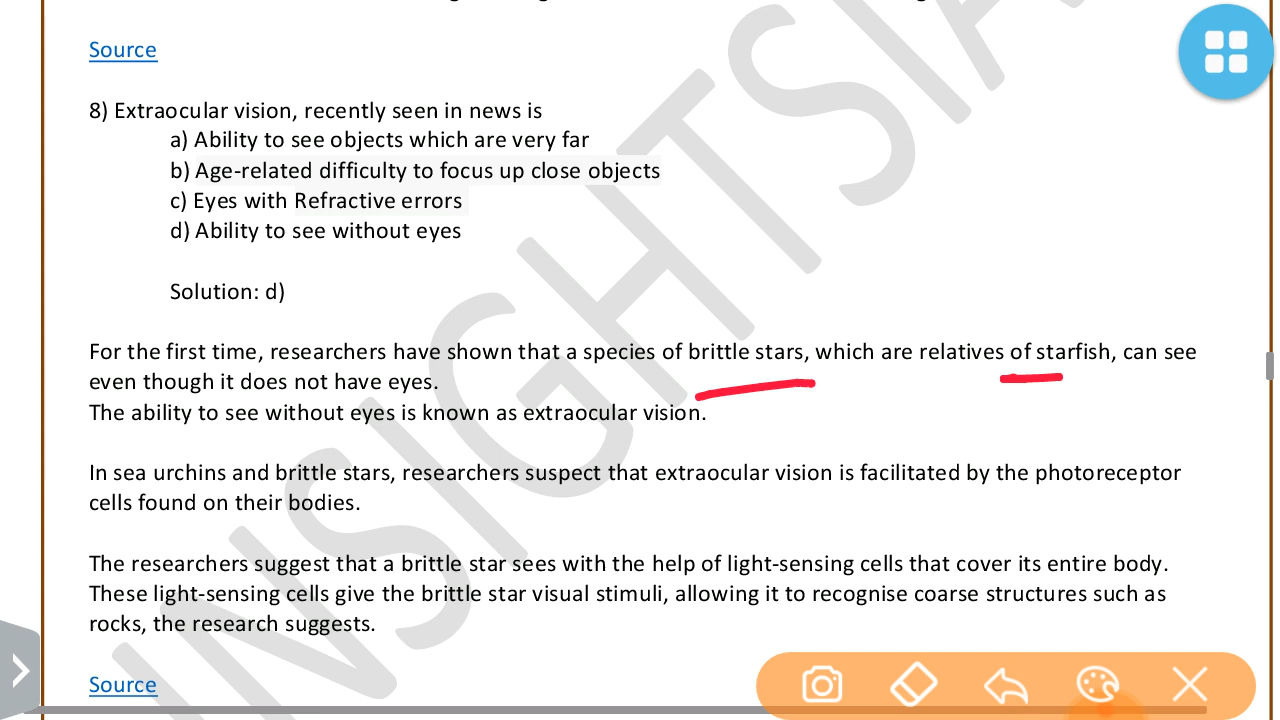 Source
8) Extraocular vision, recently seen in news is
a) Ability to see objects which are very far
b) Age-related difficulty to focus up close objects
c) Eyes with Refractive errors
d) Ability to see without eyes
Solution: d)
For the first time, researchers have shown that a species of brittle stars, which are relatives of starfish, can see
even though it does not have eyes.
The ability to see without eyes is known as extraocular vision.
In sea urchins and brittle stars, researchers suspect that extraocular vision is facilitated by the photoreceptor
cells found on their bodies.
The researchers suggest that a brittle star sees with the help of light-sensing cells that cover its entire body.
These light-sensing cells give the brittle star visual stimuli, allowing it to recognise coarse structures such as
rocks, the research suggests.
Source
INSIGHTSIA